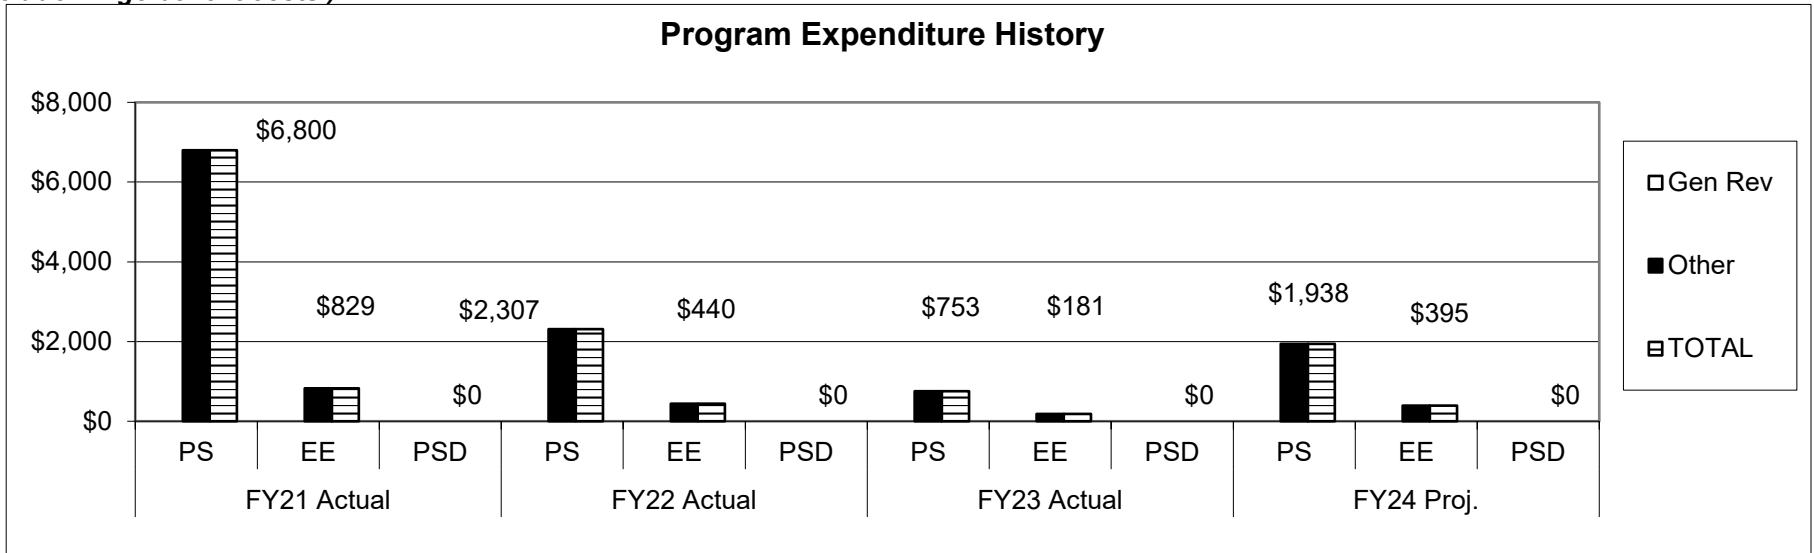 Program Expenditure History
$8,000
$6,000
$4,000
$2,000
$0
$6,800
$829
$0
$2,307
$440
$0
$753
$181
$0
$1,938
$395
$0
PS EE PSD PS EE PSD PS EE PSD PS EE PSD
FY21 Actual FY22 Actual FY23 Actual FY24 Proj.
Gen Rev
Other
TOTAL